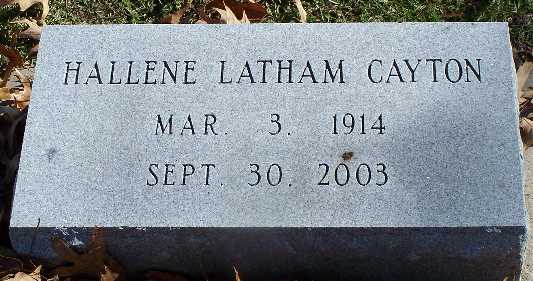 HALLENE LATHAM CAYTON
MAR. 3. 1914
SEPT. 30. 2003